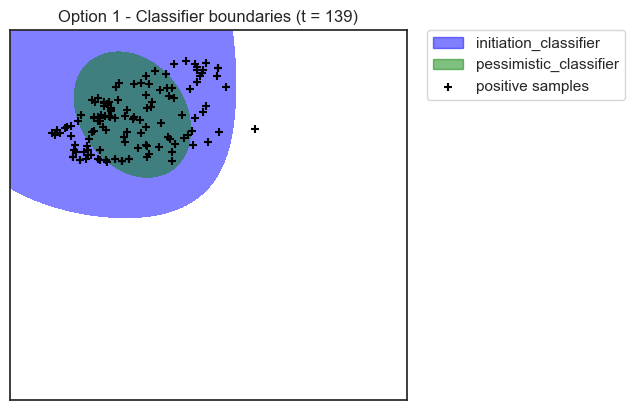 Option 1 - Classifier boundaries (t = 139)
initiation_classifier
pessimistic_classifier
positive samples